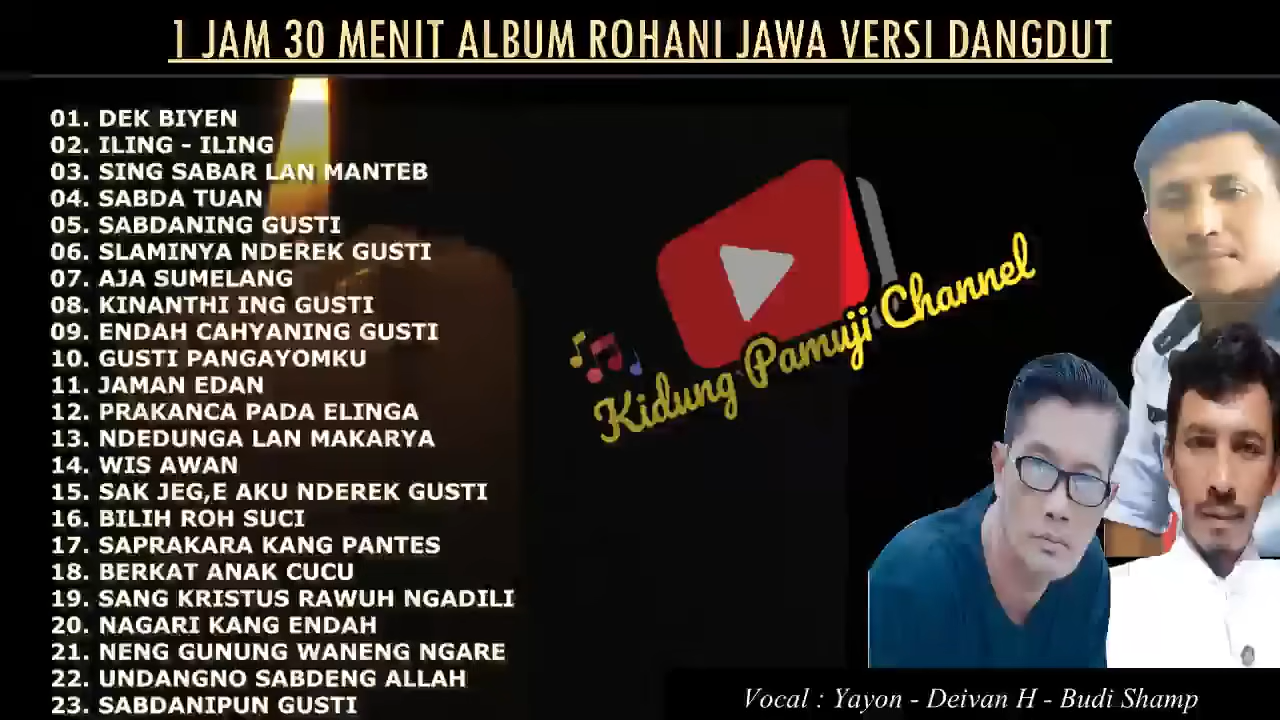 1 JAM 30 MENIT ALBUM ROHANI JAWA VERSI DANGDUT
01. DEK BIYEN
02. ILING - ILING
03. SING SABAR LAN MANTEB
04. SABDA TUAN
05. SABDANING GUSTI
06. SLAMINYA NDEREK GUSTI
07. AJA SUMELANG
08. KINANTHI ING GUSTI
09. ENDAH CAHYANING GUSTI
10. GUSTI PANGAYOMKU
11. JAMAN EDAN
12. PRAKANCA PADA ELINGA
13. NDEDUNGA LAN MAKARYA
14. WIS AWAN
15. SAK JEG,E AKU NDEREK GUSTI
16. BILIH ROH SUCI
17. SAPRAKARA KANG PANTES
18. BERKAT ANAK CUCU
19. SANG KRISTUS RAWUH NGADILI
20. NAGARI KANG ENDAH
21. NENG GUNUNG WANENG NGARE
22. UNDANGNO SABDENG ALLAH
23. SABDANIPUN GUSTI
Kidung Pamuji Channel
Vocal : Yayon - Deivan H - Budi Shamp